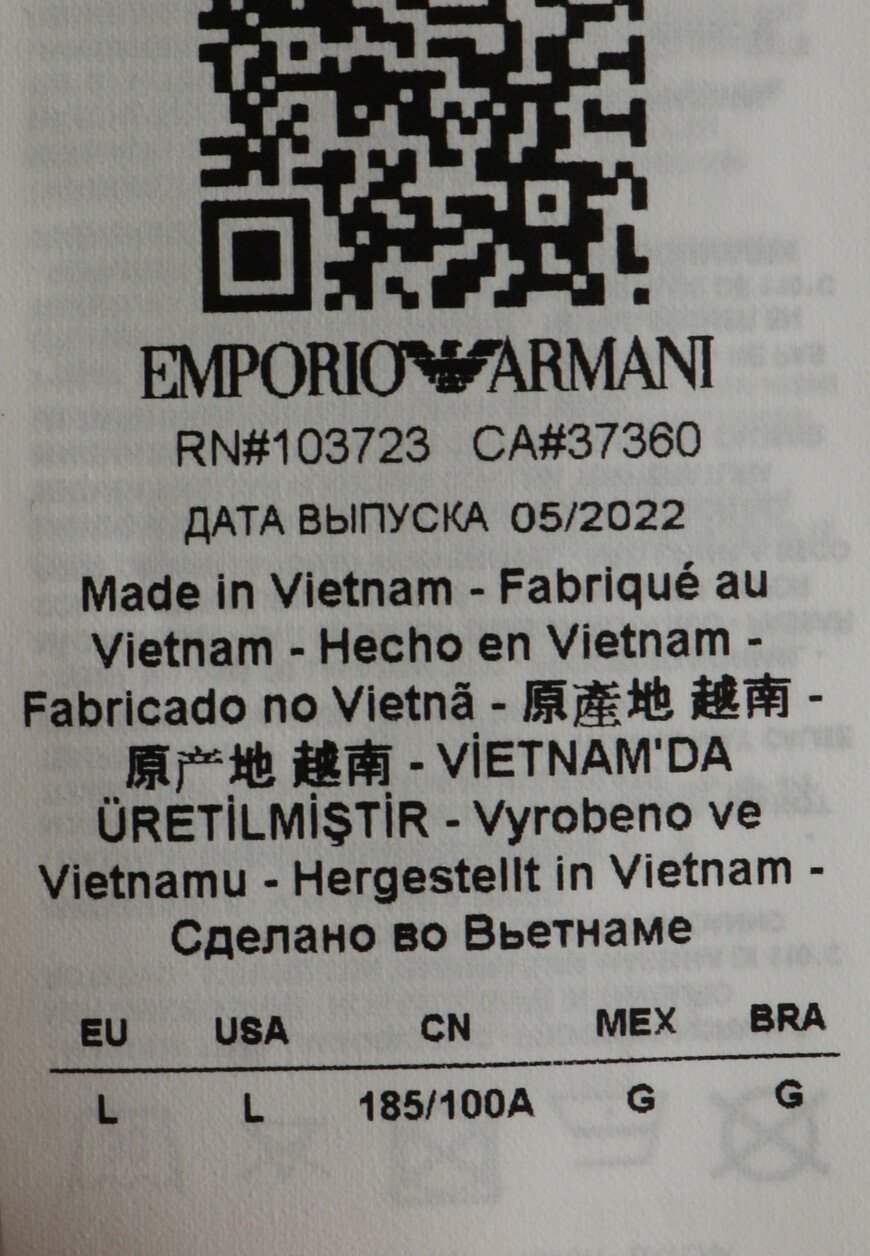 EMPORIO ARMANI
RN#103723 CA#37360
ДАТА ВЫПУСКА 05/2022
Made in Vietnam - Fabriqué au
Vietnam - Hecho en Vietnam -
Fabricado no Vietnã - 原產地 越南 -
原产地 越南 - VİETNAM'DA
ÜRETİLMİŞTİR - Vyrobeno ve
Vietnamu - Hergestellt in Vietnam -
Сделано во Вьетнаме
EU USA CN MEX BRA
L L 185/100A G G